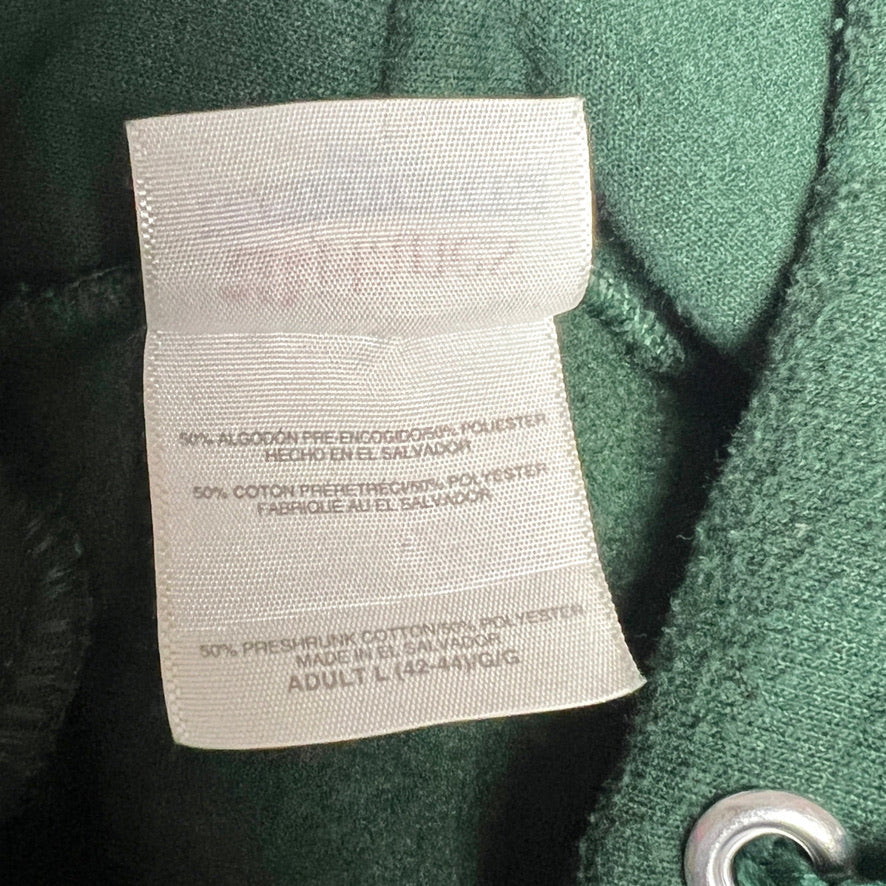 50% ALGODÓN PRE-ENCOGIDO/50% POLIESTER
HECHO EN EL SALVADOR
50% COTON PRÉRETRECI/50% POLYESTER
FABRIQUÉ AU EL SALVADOR
50% PRESHRUNK COTTON/50% POLYESTER
MADE IN EL SALVADOR
ADULT L (42-44)/G/G